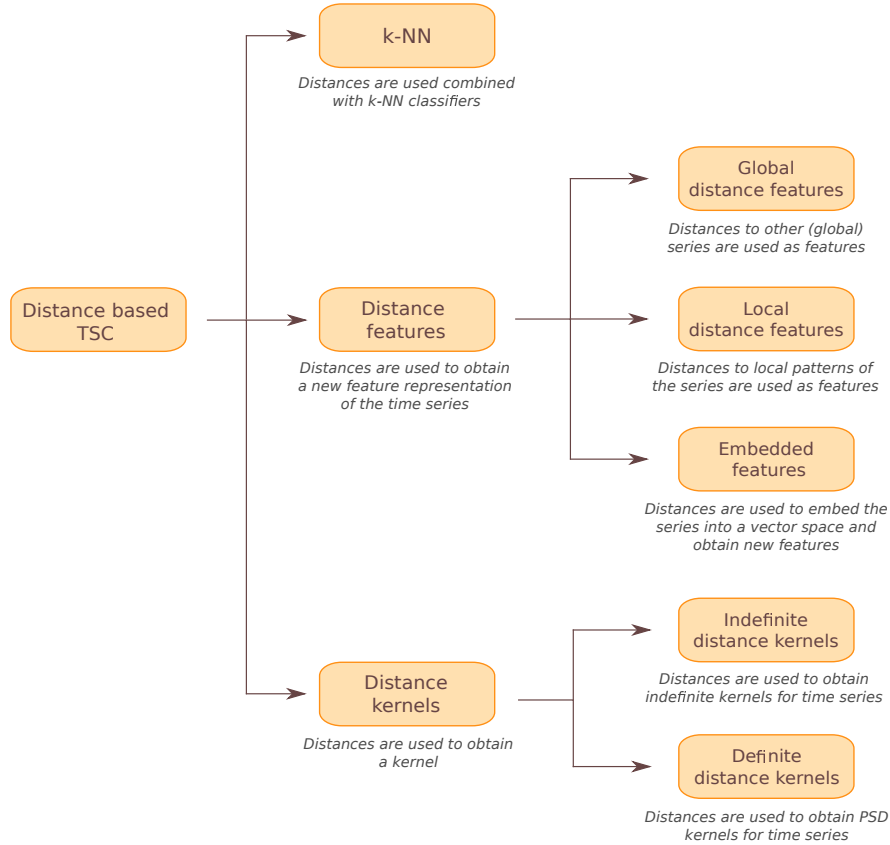 k-NN
Distances are used combined
with k-NN classifiers
Global
distance features
Distances to other (global)
series are used as features
Distance based
TSC
Distance
features
Distances are used to obtain
a new feature representation
of the time series
Local
distance features
Distances to local patterns of
the series are used as features
Embedded
features
Distances are used to embed the
series into a vector space and
obtain new features
Distance
kernels
Distances are used to obtain
a kernel
Indefinite
distance kernels
Distances are used to obtain
indefinite kernels for time series
Definite
distance kernels
Distances are used to obtain PSD
kernels for time series